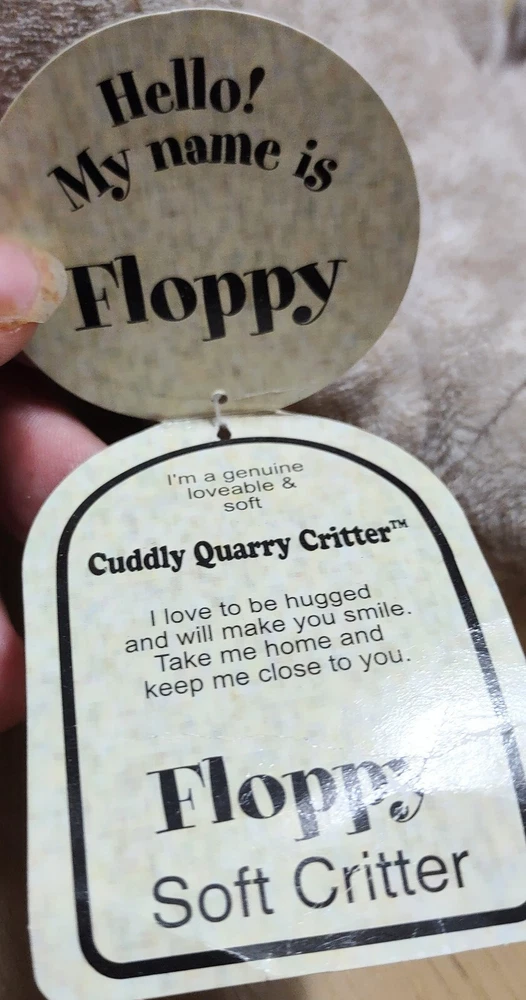 Hello!
My name is
Floppy
I'm a genuine
loveable &
soft
Cuddly Quarry Critter™
I love to be hugged
and will make you smile.
Take me home and
keep me close to you.
Floppy
Soft Critter